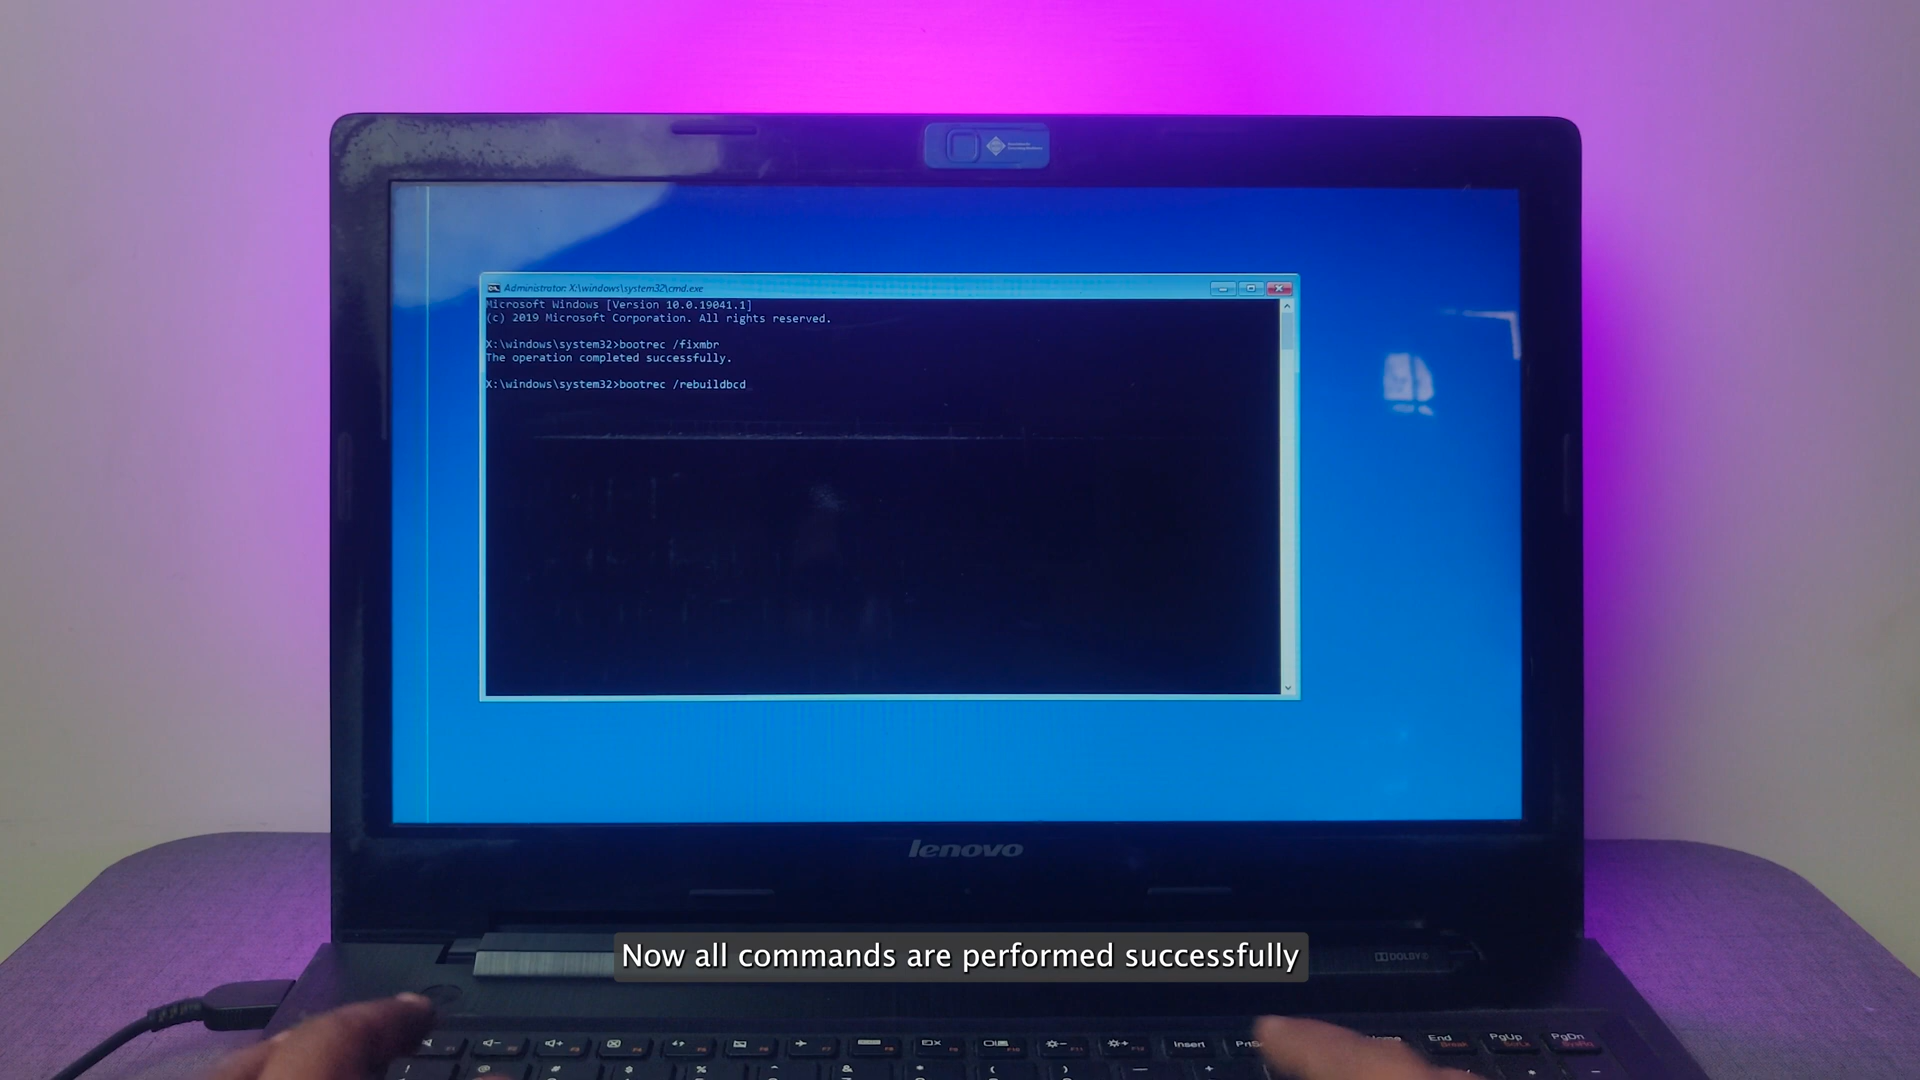 Administrator: X:\windows\system32\cmd.exe
Microsoft Windows [Version 10.0.19041.1]
(c) 2019 Microsoft Corporation. All rights reserved.
X:\windows\system32>bootrec /fixmbr
The operation completed successfully.
X:\windows\system32>bootrec /rebuildbcd
lenovo
Now all commands are performed successfully
DOLBY
Insert
End
PgUp
PgDn
Break